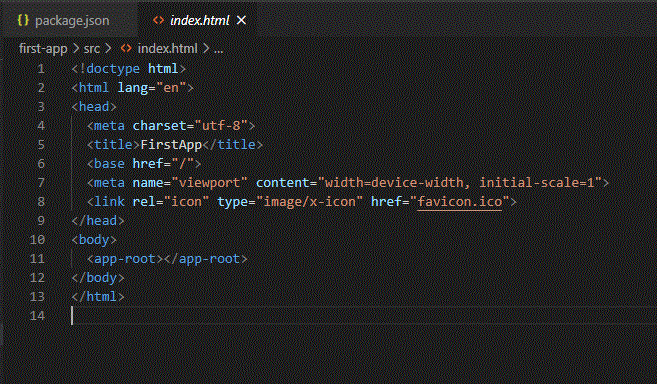 {} package.json <> index.html ×
first-app > src > <> index.html > ...
1 <!doctype html>
2 <html lang="en">
3 <head>
4 <meta charset="utf-8">
5 <title>FirstApp</title>
6 <base href="/">
7 <meta name="viewport" content="width=device-width, initial-scale=1">
8 <link rel="icon" type="image/x-icon" href="favicon.ico">
9 </head>
10 <body>
11 <app-root></app-root>
12 </body>
13 </html>
14